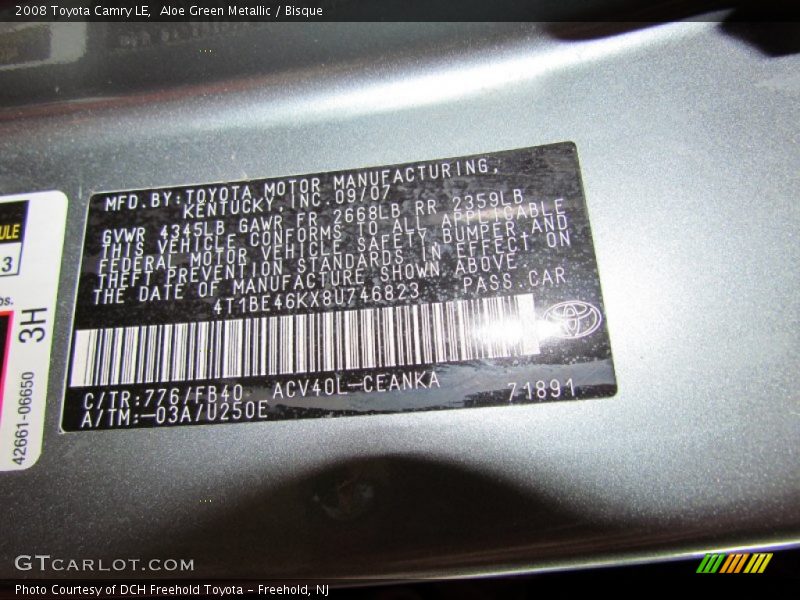 2008 Toyota Camry LE,  Aloe Green Metallic / Bisque
MFD.BY:TOYOTA MOTOR MANUFACTURING,
KENTUCKY, INC.09/07
GVWR 4345LB GAWR FR 2668LB RR 2359LB
THIS VEHICLE CONFORMS TO ALL APPLICABLE
FEDERAL MOTOR VEHICLE SAFETY, BUMPER,AND
THEFT PREVENTION STANDARDS IN EFFECT ON
THE DATE OF MANUFACTURE SHOWN ABOVE
4T1BE46KX8U746823 PASS.CAR
C/TR:776/FB40 ACV40L-CEANKA 71891
A/TM:-03A/U250E
ULE
3
3H
42661-06650
GTCARLOT.COM
Photo Courtesy of DCH Freehold Toyota - Freehold, NJ